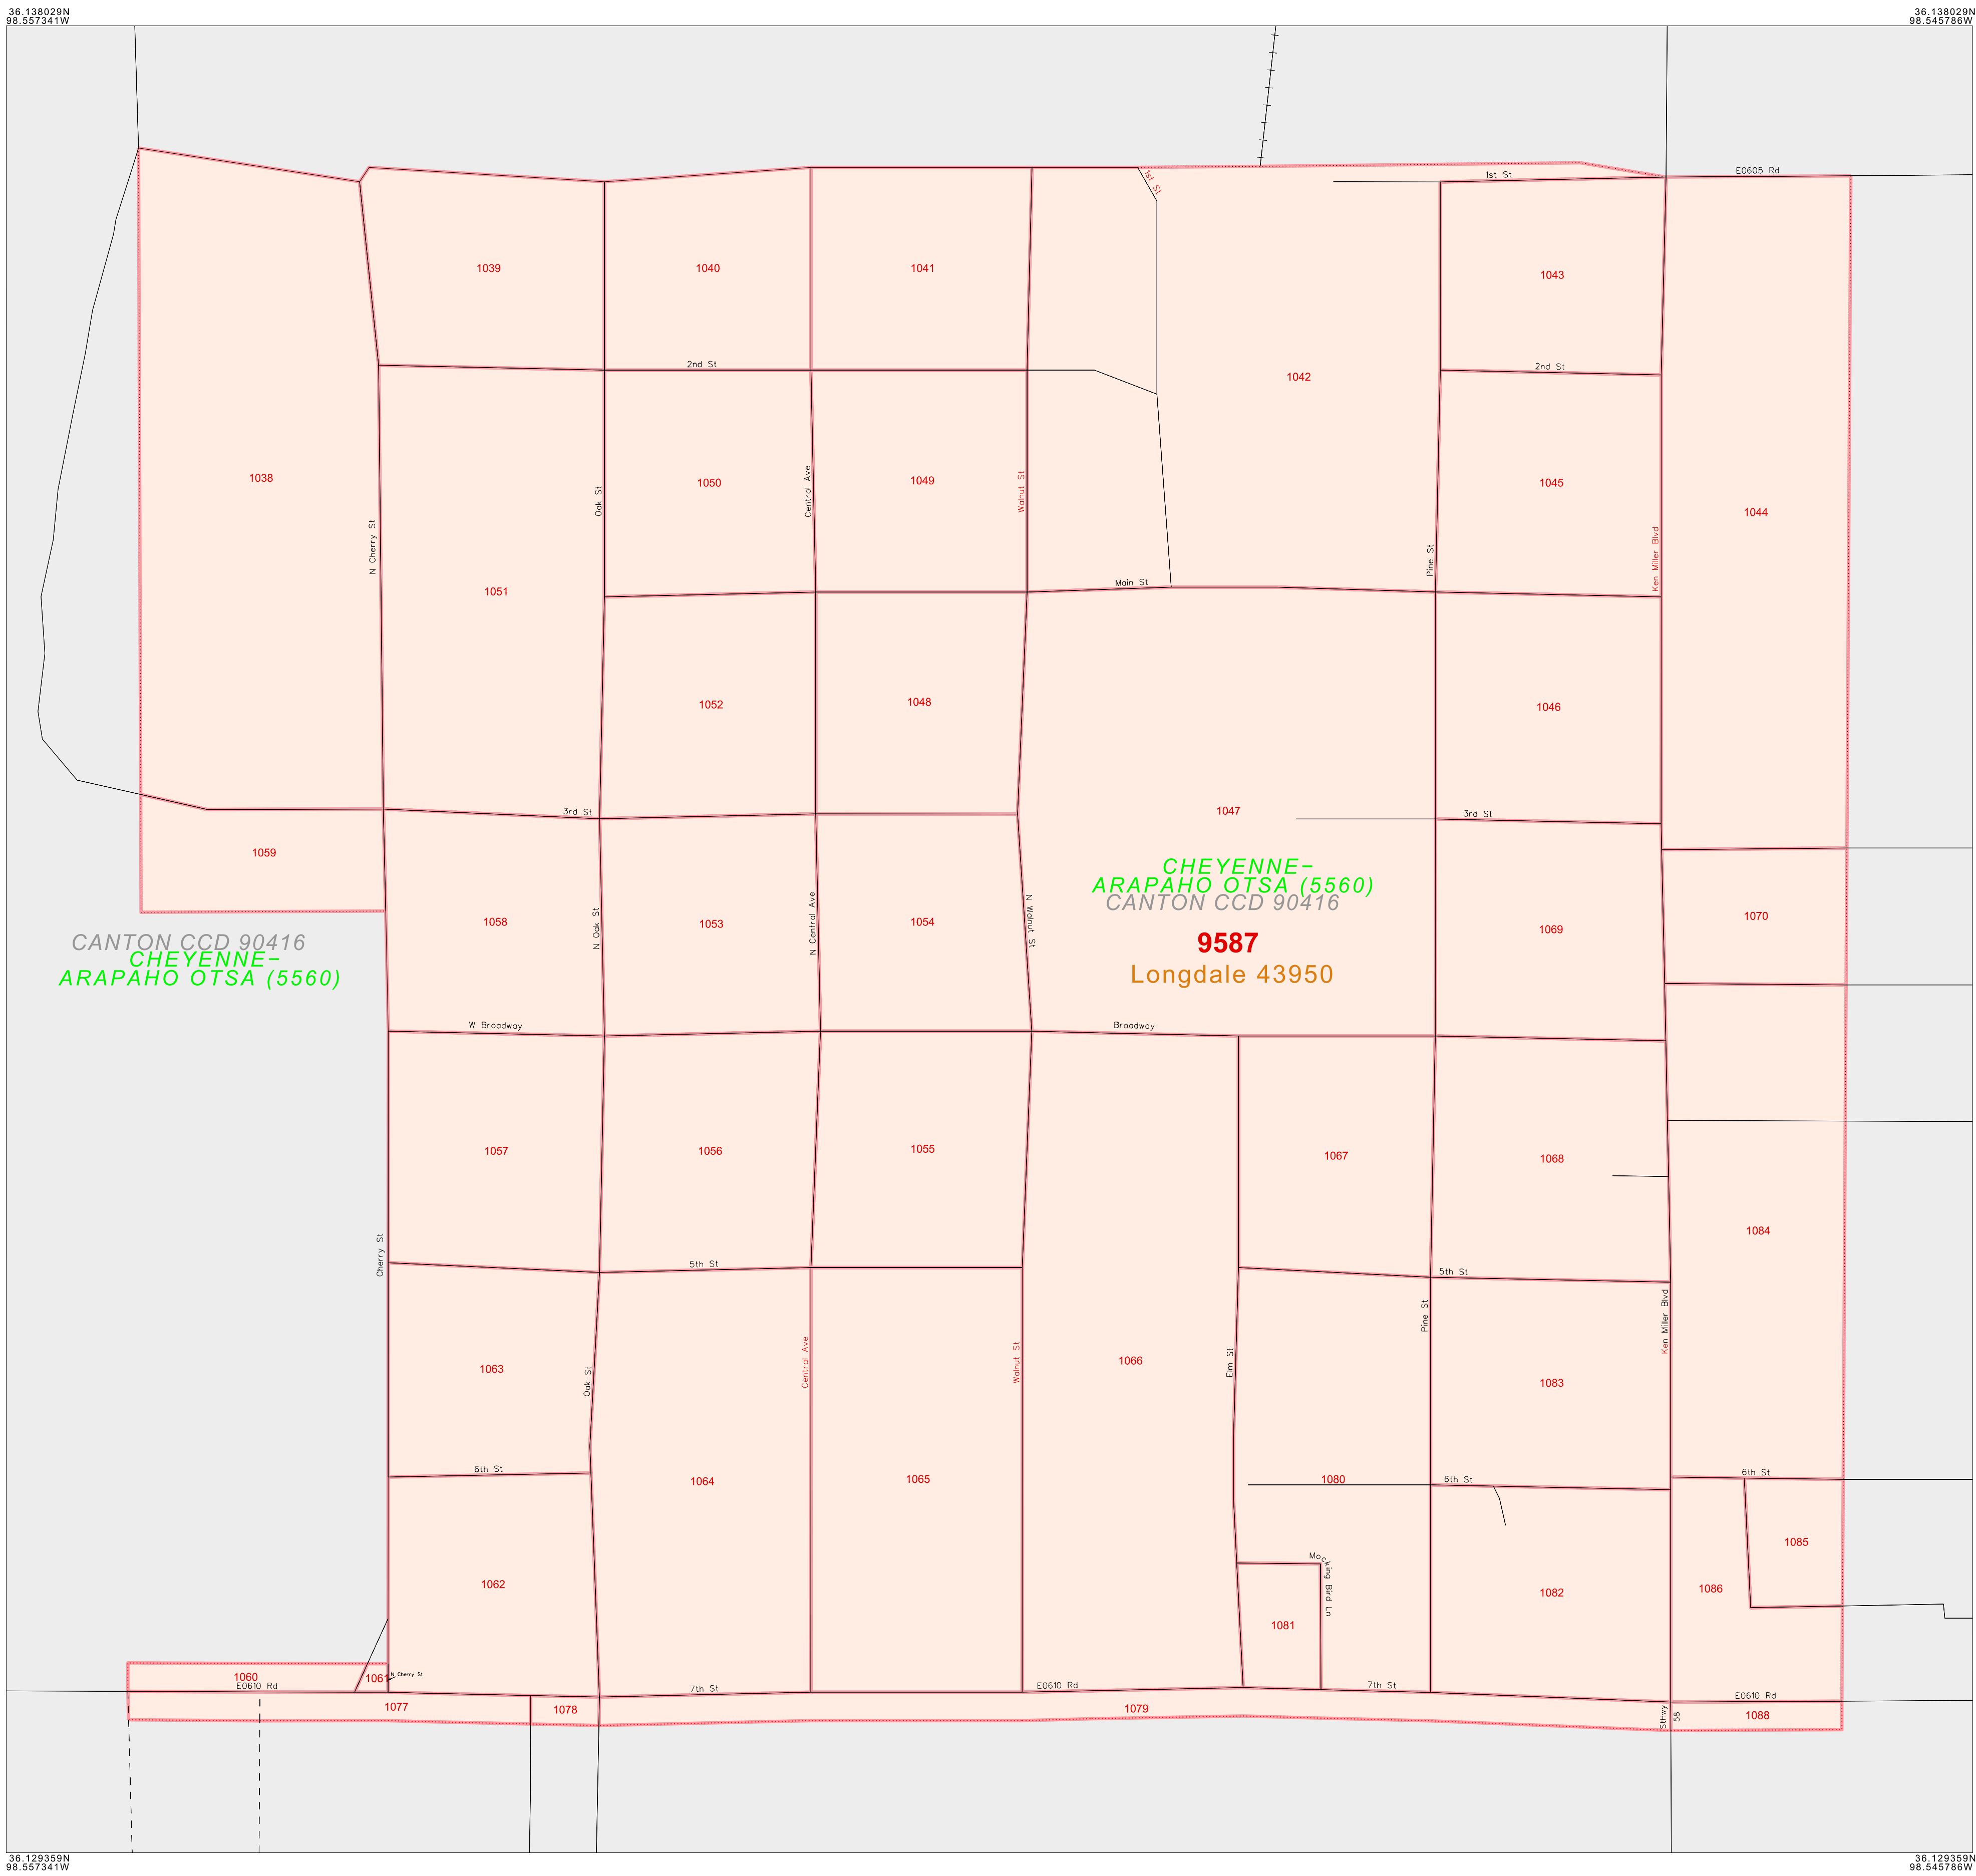 36.138029N
98.557341W
36.138029N
98.545786W
1st St
1st St
E0605 Rd
1039
1040
1041
1043
2nd St
2nd St
1042
1038
1050
1049
1045
1044
N Cherry St
Oak St
Central Ave
Walnut St
Pine St
Ken Miller Blvd
1051
Main St
1052
1048
1046
3rd St
1047
3rd St
1059
CHEYENNE-
ARAPAHO OTSA (5560)
CANTON CCD 90416
1058
N Oak St
1053
N Central Ave
1054
N Walnut St
1069
1070
9587
Longdale 43950
CANTON CCD 90416
CHEYENNE-
ARAPAHO OTSA (5560)
W Broadway
Broadway
1057
1056
1055
1067
1068
1084
Cherry St
5th St
5th St
Pine St
Ken Miller Blvd
1063
Oak St
Central Ave
Walnut St
1066
Elm St
1083
6th St
1064
1065
1080
6th St
6th St
1062
Mocking Bird Ln
1081
1082
1086
1085
1060
1061
N Cherry St
E0610 Rd
7th St
E0610 Rd
7th St
E0610 Rd
1077
1078
1079
StHwy 58
1088
36.129359N
98.557341W
36.129359N
98.545786W